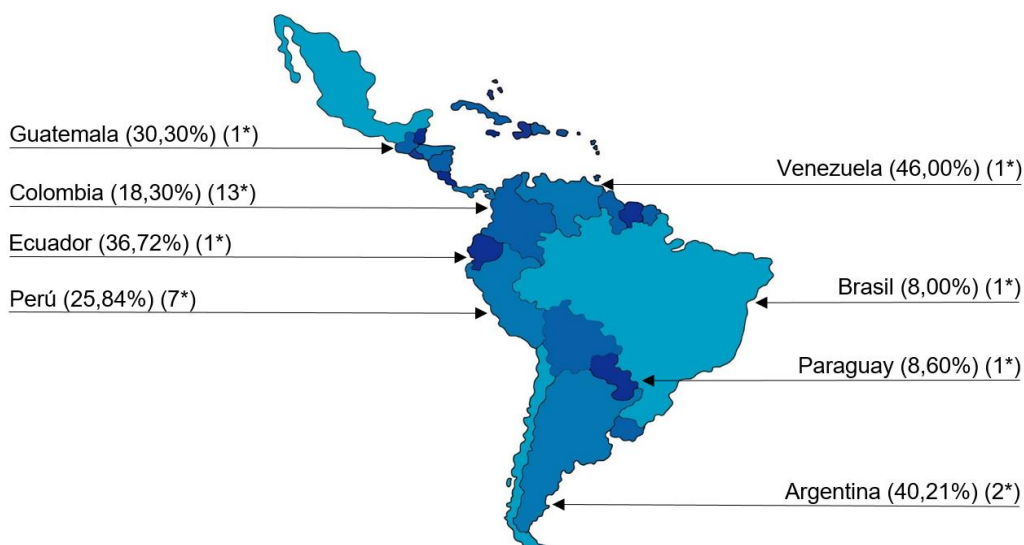 Guatemala (30,30%) (1*)
Colombia (18,30%) (13*)
Ecuador (36,72%) (1*)
Perú (25,84%) (7*)
Venezuela (46,00%) (1*)
Brasil (8,00%) (1*)
Paraguay (8,60%) (1*)
Argentina (40,21%) (2*)